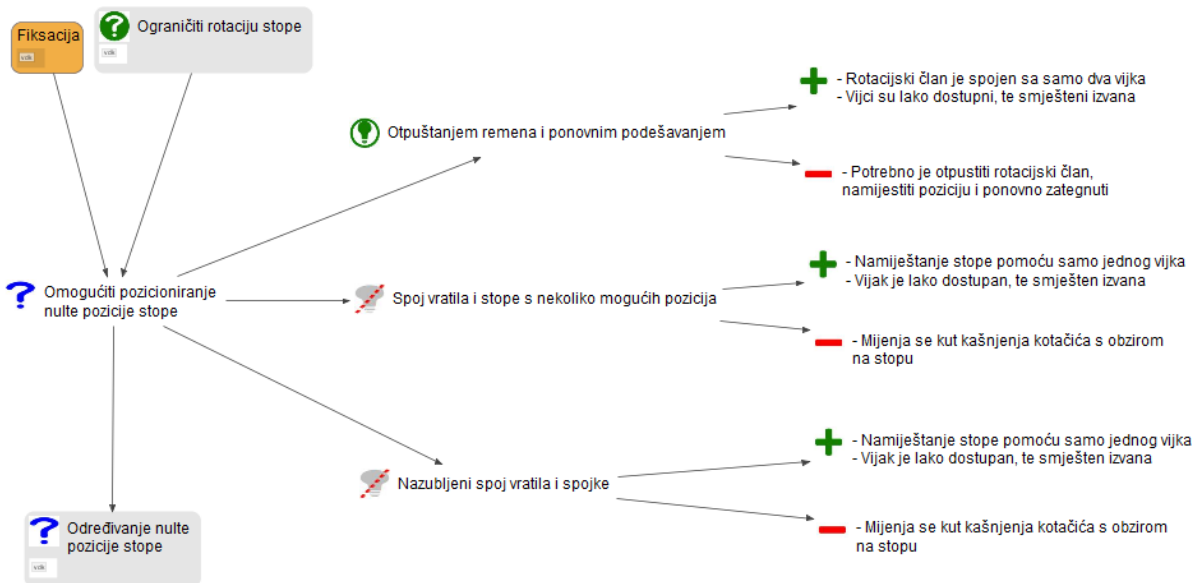 Fiksacija
vdk
Ograničiti rotaciju stope
vdk
Otpuštanjem remena i ponovnim podešavanjem
- Rotacijski član je spojen sa samo dva vijka
- Vijci su lako dostupni, te smješteni izvana
- Potrebno je otpustiti rotacijski član,
namijestiti poziciju i ponovno zategnuti
Omogućiti pozicioniranje
nulte pozicije stope
Spoj vratila i stope s nekoliko mogućih pozicija
- Namiještanje stope pomoću samo jednog vijka
- Vijak je lako dostupan, te smješten izvana
- Mijenja se kut kašnjenja kotačića s obzirom
na stopu
Nazubljeni spoj vratila i spojke
- Namiještanje stope pomoću samo jednog vijka
- Vijak je lako dostupan, te smješten izvana
- Mijenja se kut kašnjenja kotačića s obzirom
na stopu
Određivanje nulte
pozicije stope
vdk